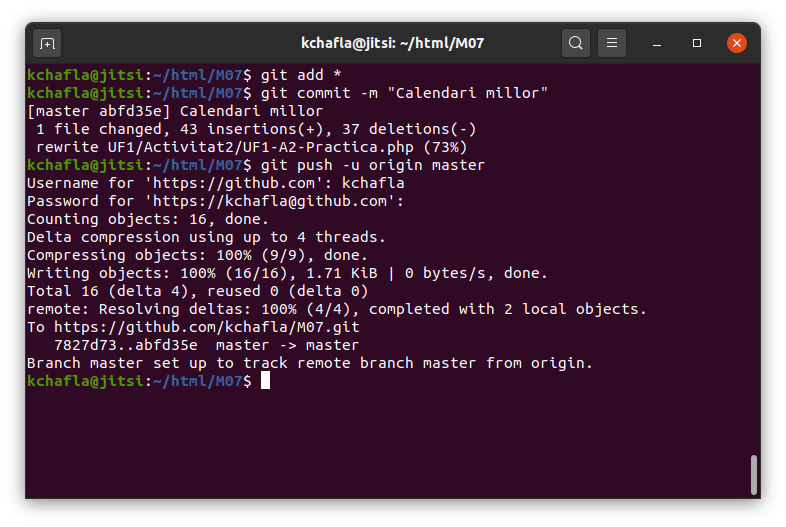 kchafla@jitsi: ~/html/M07
kchafla@jitsi:~/html/M07$ git add *
kchafla@jitsi:~/html/M07$ git commit -m "Calendari millor"
[master abfd35e] Calendari millor
 1 file changed, 43 insertions(+), 37 deletions(-)
 rewrite UF1/Activitat2/UF1-A2-Practica.php (73%)
kchafla@jitsi:~/html/M07$ git push -u origin master
Username for 'https://github.com': kchafla
Password for 'https://kchafla@github.com':
Counting objects: 16, done.
Delta compression using up to 4 threads.
Compressing objects: 100% (9/9), done.
Writing objects: 100% (16/16), 1.71 KiB | 0 bytes/s, done.
Total 16 (delta 4), reused 0 (delta 0)
remote: Resolving deltas: 100% (4/4), completed with 2 local objects.
To https://github.com/kchafla/M07.git
   7827d73..abfd35e  master -> master
Branch master set up to track remote branch master from origin.
kchafla@jitsi:~/html/M07$